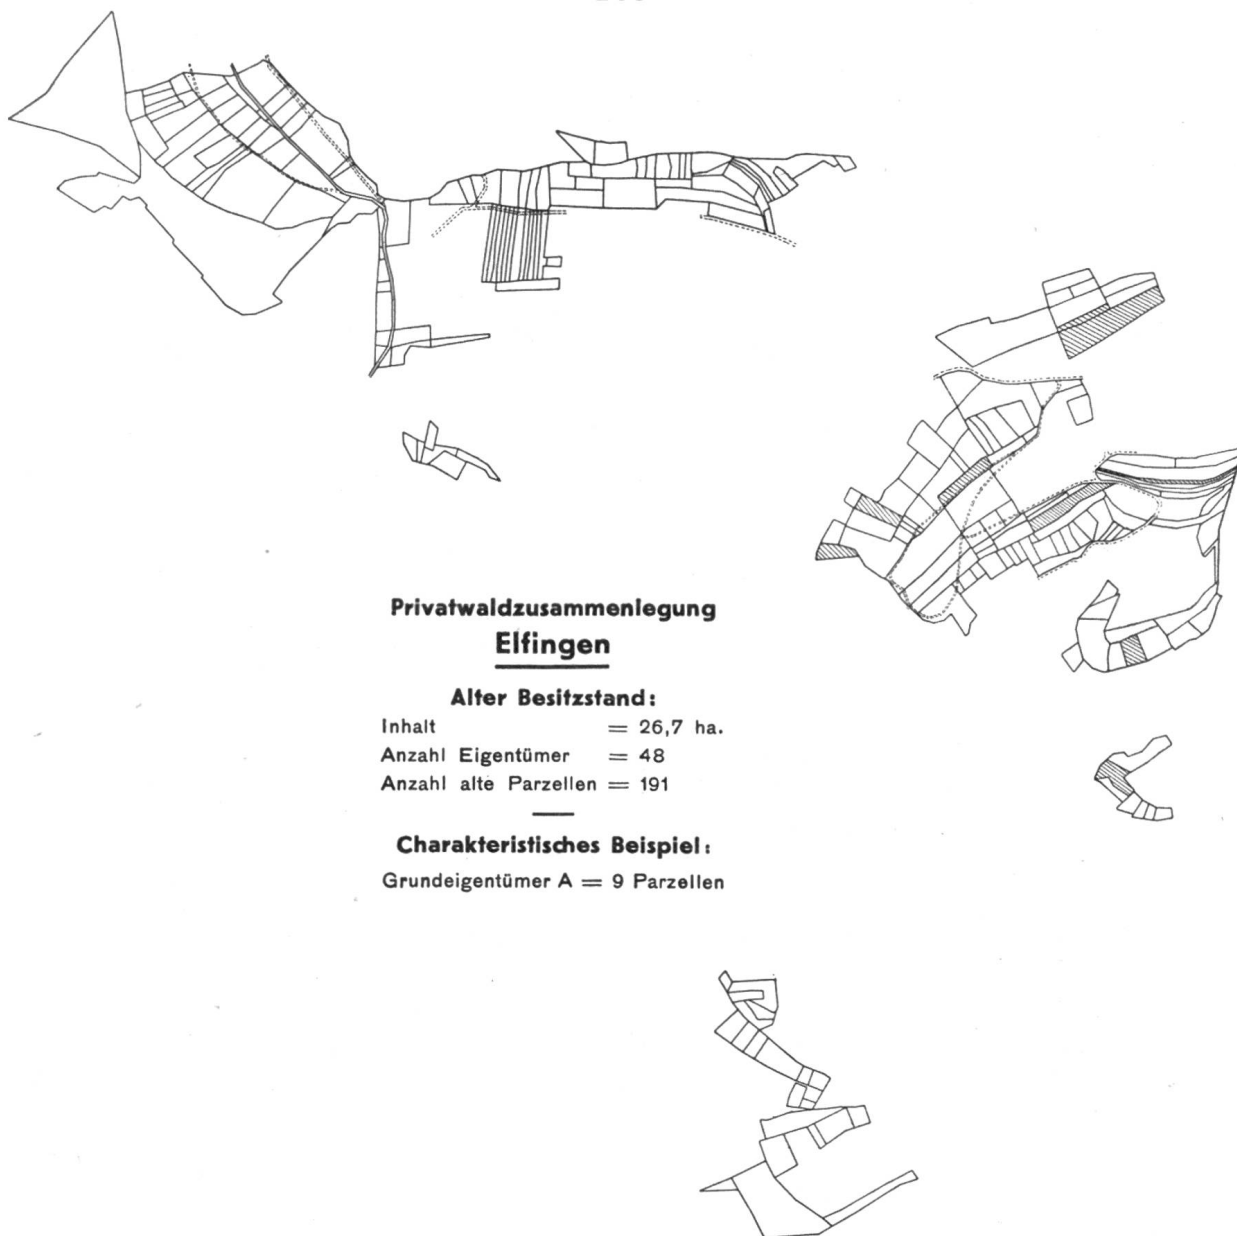 Privatwaldzusammenlegung
Elfingen
Alter Besitzstand:
Inhalt = 26,7 ha.
Anzahl Eigentümer = 48
Anzahl alte Parzellen = 191
Charakteristisches Beispiel:
Grundeigentümer A = 9 Parzellen